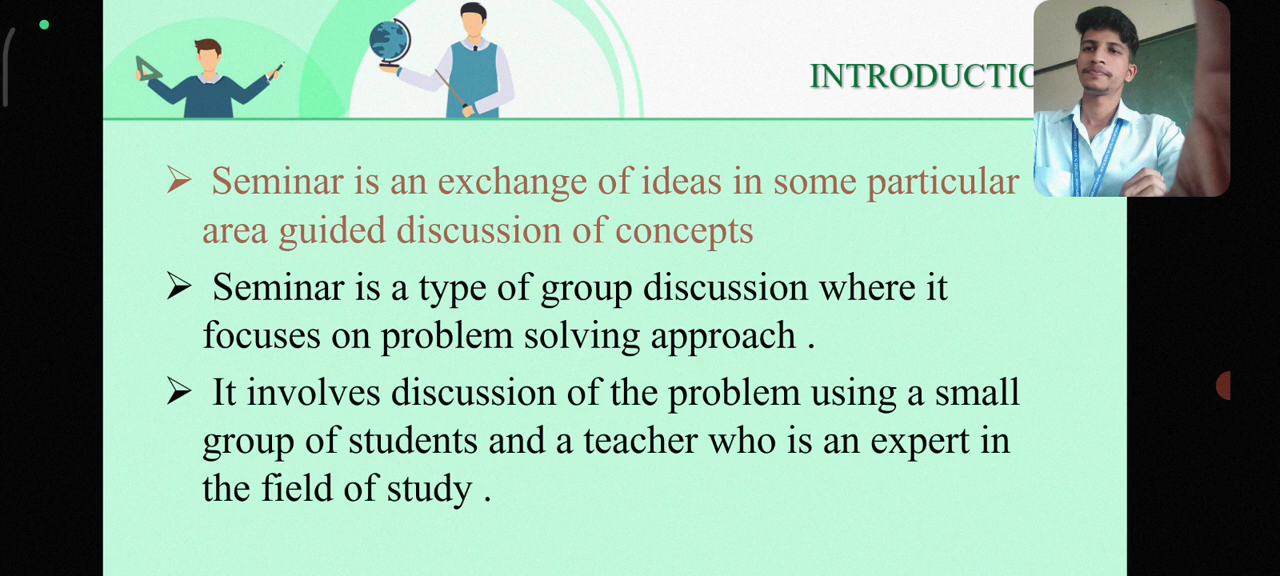 INTRODUCTIO
➢ Seminar is an exchange of ideas in some particular
area guided discussion of concepts
➢ Seminar is a type of group discussion where it
focuses on problem solving approach .
➢ It involves discussion of the problem using a small
group of students and a teacher who is an expert in
the field of study .